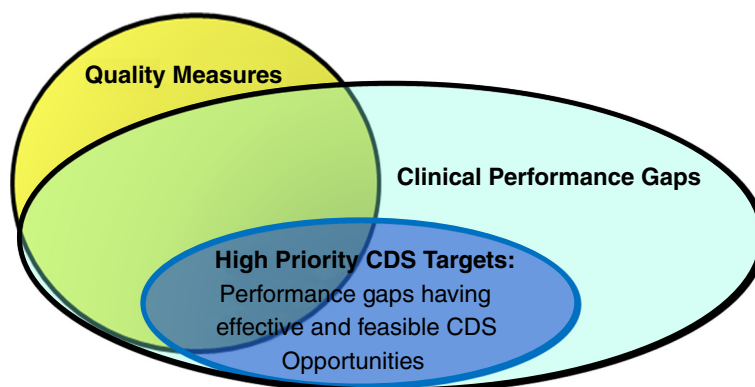 Quality Measures
Clinical Performance Gaps
High Priority CDS Targets:
Performance gaps having
effective and feasible CDS
Opportunities